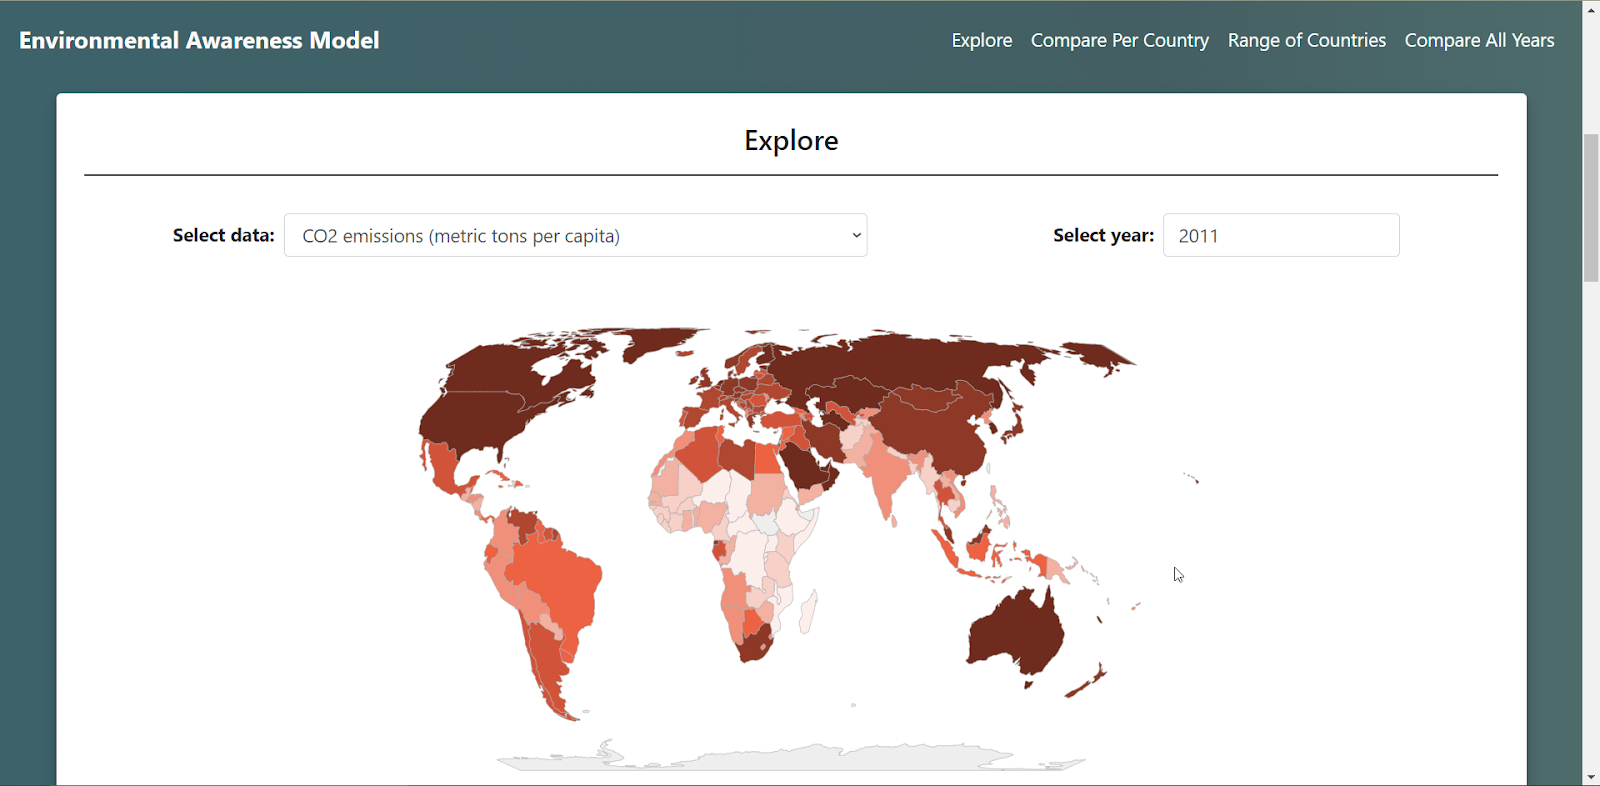 Environmental Awareness Model
Explore Compare Per Country Range of Countries Compare All Years
Explore
Select data: CO2 emissions (metric tons per capita)
Select year: 2011